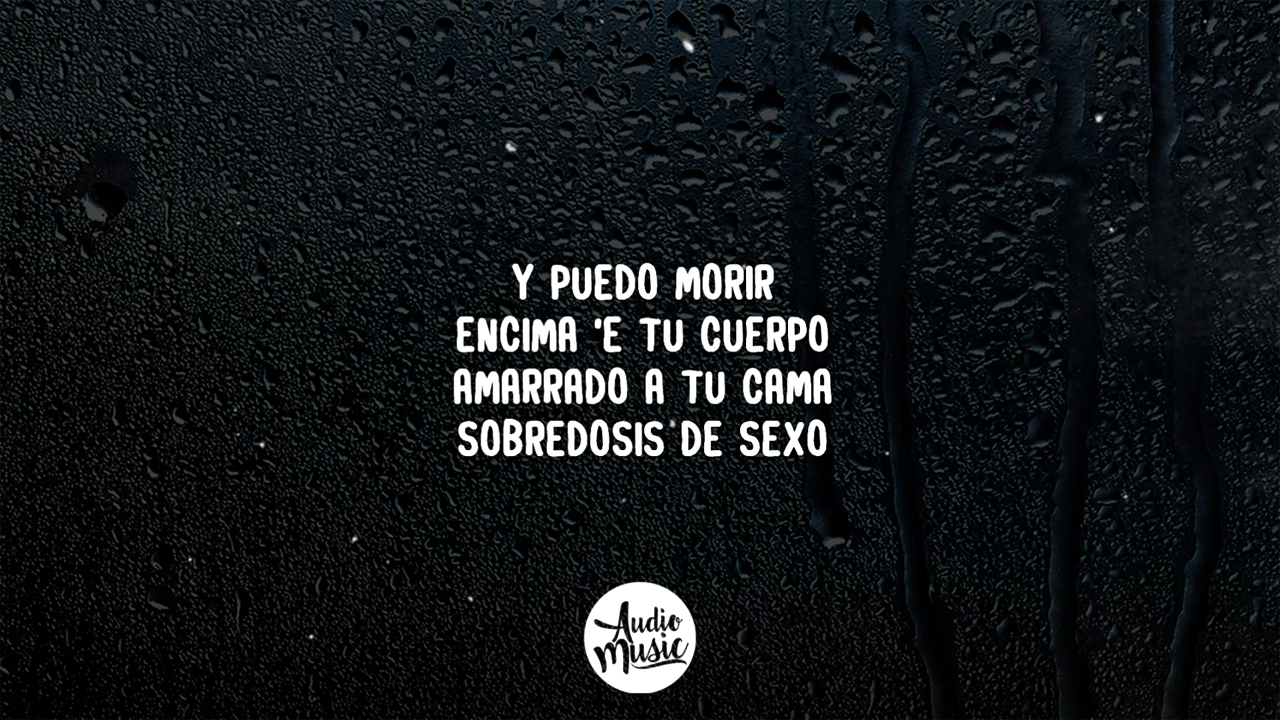 Y PUEDO MORIR
ENCIMA 'E TU CUERPO
AMARRADO A TU CAMA
SOBREDOSIS DE SEXO
Audio
Music